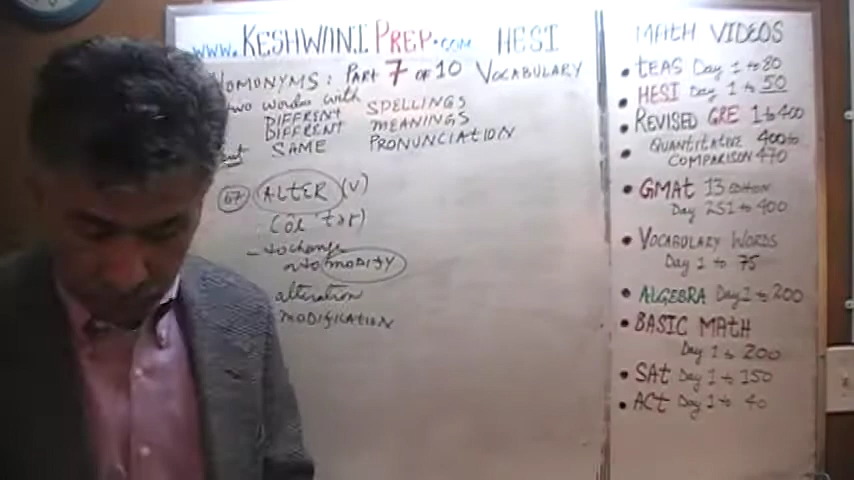 www.KESHWANIPREP.com HESI
HOMONYMS: PART 7 OF 10 VOCABULARY
two words with
DIFFERENT SPELLINGS
DIFFERENT MEANINGS
but SAME PRONUNCIATION
67 ALTER (V)
- to change
to MODIFY
alteration
MODIFICATION
MATH VIDEOS
• TEAS Day 1 to 80
• HESI Day 1 to 50
• REVISED GRE 1 to 400
• QUANTITATIVE 400 to
COMPARISON 470
• GMAT 13 EDITION
Day 251 to 400
• VOCABULARY WORDS
Day 1 to 75
• ALGEBRA Day 1 to 200
• BASIC MATH
Day 1 to 200
• SAT Day 1 to 150
• ACT Day 1 to 40